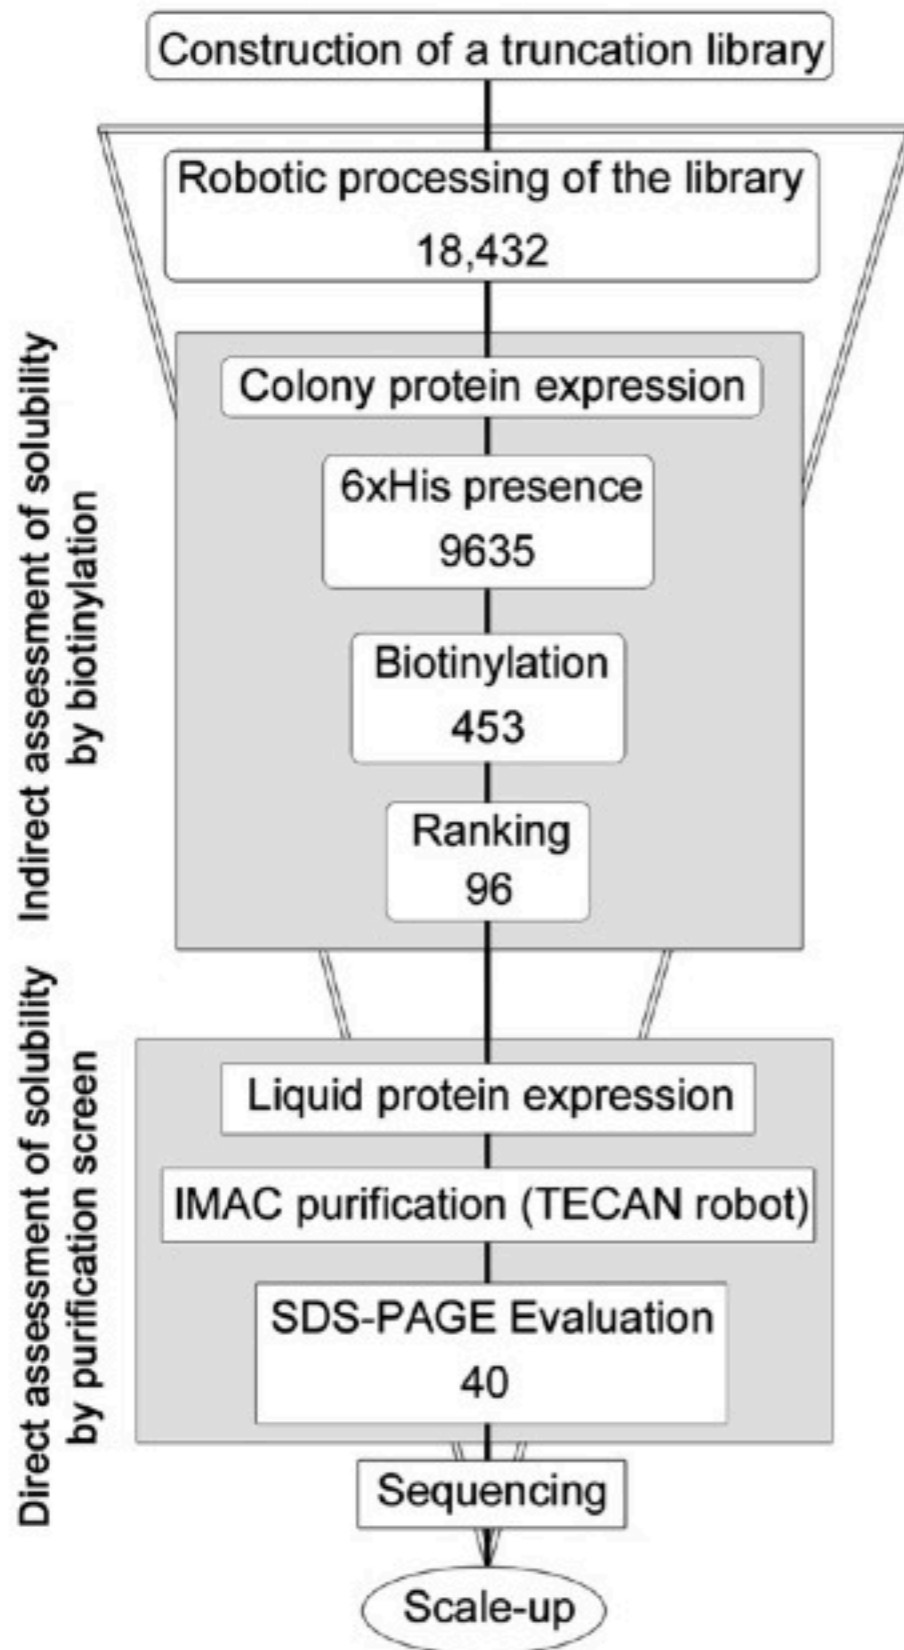 Construction of a truncation library
Robotic processing of the library
18,432
Indirect assessment of solubility
by biotinylation
Colony protein expression
6xHis presence
9635
Biotinylation
453
Ranking
96
Direct assessment of solubility
by purification screen
Liquid protein expression
IMAC purification (TECAN robot)
SDS-PAGE Evaluation
40
Sequencing
Scale-up